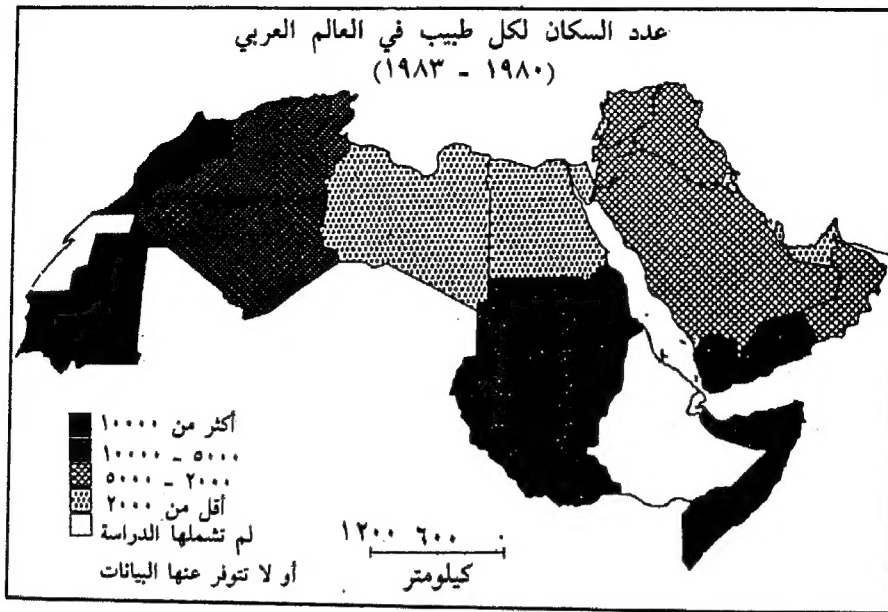 عدد السكان لكل طبيب في العالم العربي
(١٩٨٠ - ١٩٨٣)
أكثر من ١٠٠٠٠
٥٠٠٠ - ١٠٠٠٠
٢٠٠٠ - ٥٠٠٠
أقل من ٢٠٠٠
لم تشملها الدراسة
أو لا تتوفر عنها البيانات
٠ ٦٠٠ ١٢٠٠
كيلومتر